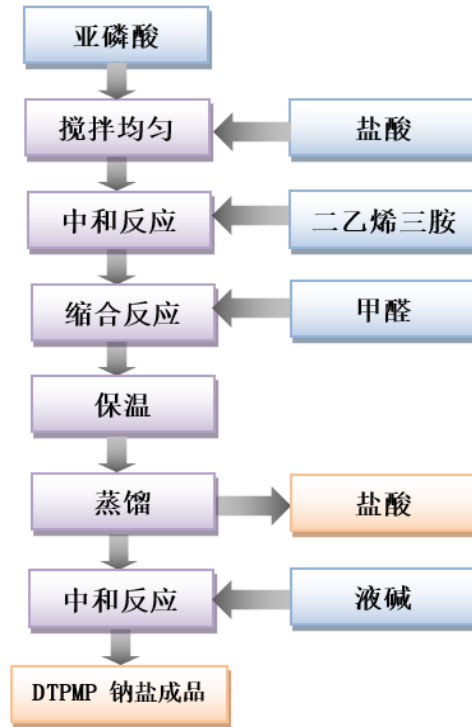 亚磷酸
搅拌均匀
盐酸
中和反应
二乙烯三胺
缩合反应
甲醛
保温
蒸馏
盐酸
中和反应
液碱
DTPMP 钠盐成品